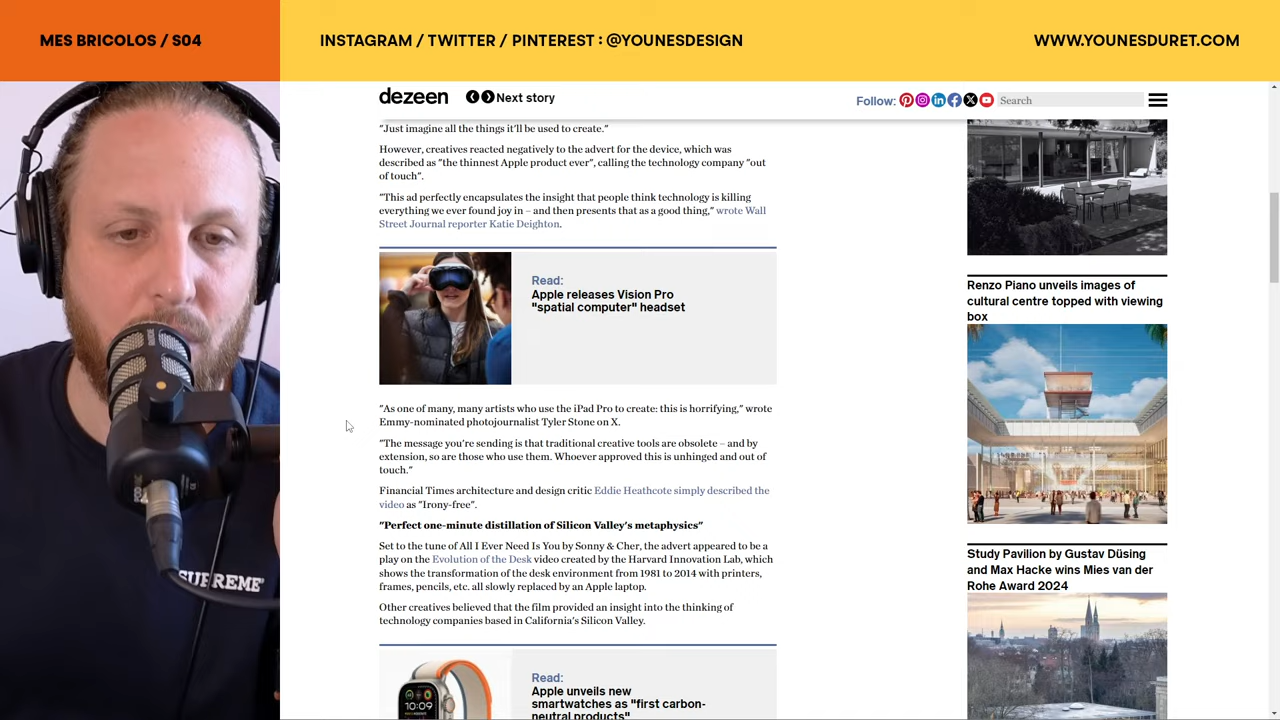 MES BRICOLOS / S04
INSTAGRAM / TWITTER / PINTEREST : @YOUNESDESIGN
WWW.YOUNESDURET.COM
dezeen
Next story
Follow:
Search
"Just imagine all the things it'll be used to create."
However, creatives reacted negatively to the advert for the device, which was
described as "the thinnest Apple product ever", calling the technology company "out
of touch".
"This ad perfectly encapsulates the insight that people think technology is killing
everything we ever found joy in – and then presents that as a good thing," wrote Wall
Street Journal reporter Katie Deighton.
Read:
Apple releases Vision Pro
"spatial computer" headset
"As one of many, many artists who use the iPad Pro to create: this is horrifying," wrote
Emmy-nominated photojournalist Tyler Stone on X.
"The message you're sending is that traditional creative tools are obsolete – and by
extension, so are those who use them. Whoever approved this is unhinged and out of
touch."
Financial Times architecture and design critic Eddie Heathcote simply described the
video as "Irony-free".
"Perfect one-minute distillation of Silicon Valley's metaphysics"
Set to the tune of All I Ever Need Is You by Sonny & Cher, the advert appeared to be a
play on the Evolution of the Desk video created by the Harvard Innovation Lab, which
shows the transformation of the desk environment from 1981 to 2014 with printers,
frames, pencils, etc. all slowly replaced by an Apple laptop.
Other creatives believed that the film provided an insight into the thinking of
technology companies based in California's Silicon Valley.
Read:
Apple unveils new
smartwatches as "first carbon-
neutral products"
10:09
Renzo Piano unveils images of
cultural centre topped with viewing
box
Study Pavilion by Gustav Düsing
and Max Hacke wins Mies van der
Rohe Award 2024
SUPREME